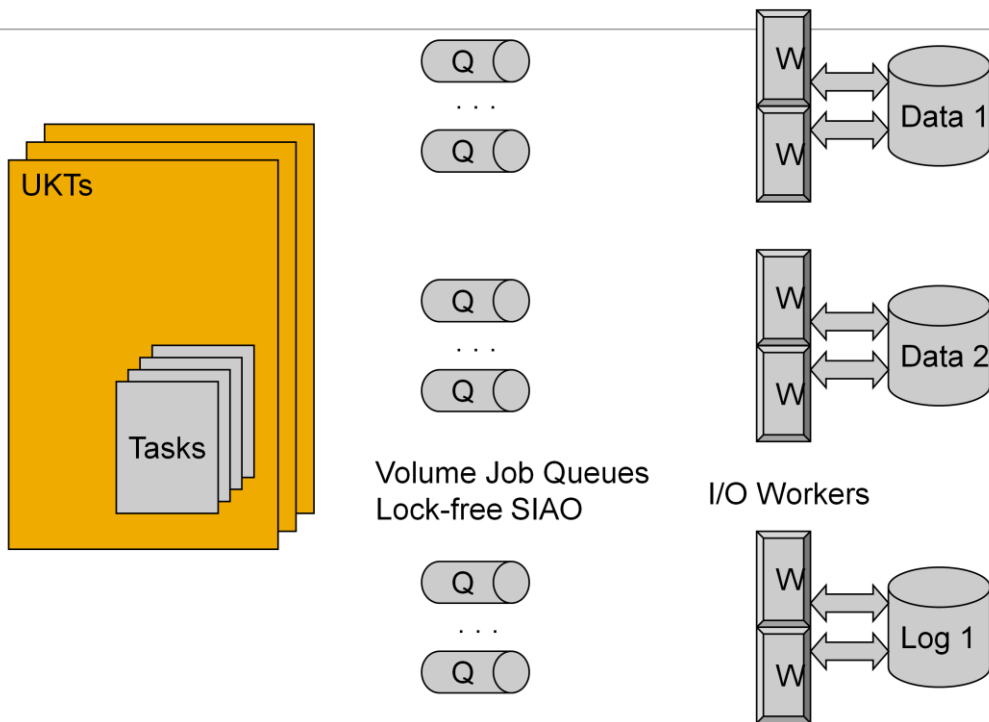 Q
. . .
Q
W
W
Data 1
UKTs
Tasks
Q
. . .
Q
W
W
Data 2
Volume Job Queues
Lock-free SIAO
I/O Workers
Q
. . .
Q
W
W
Log 1